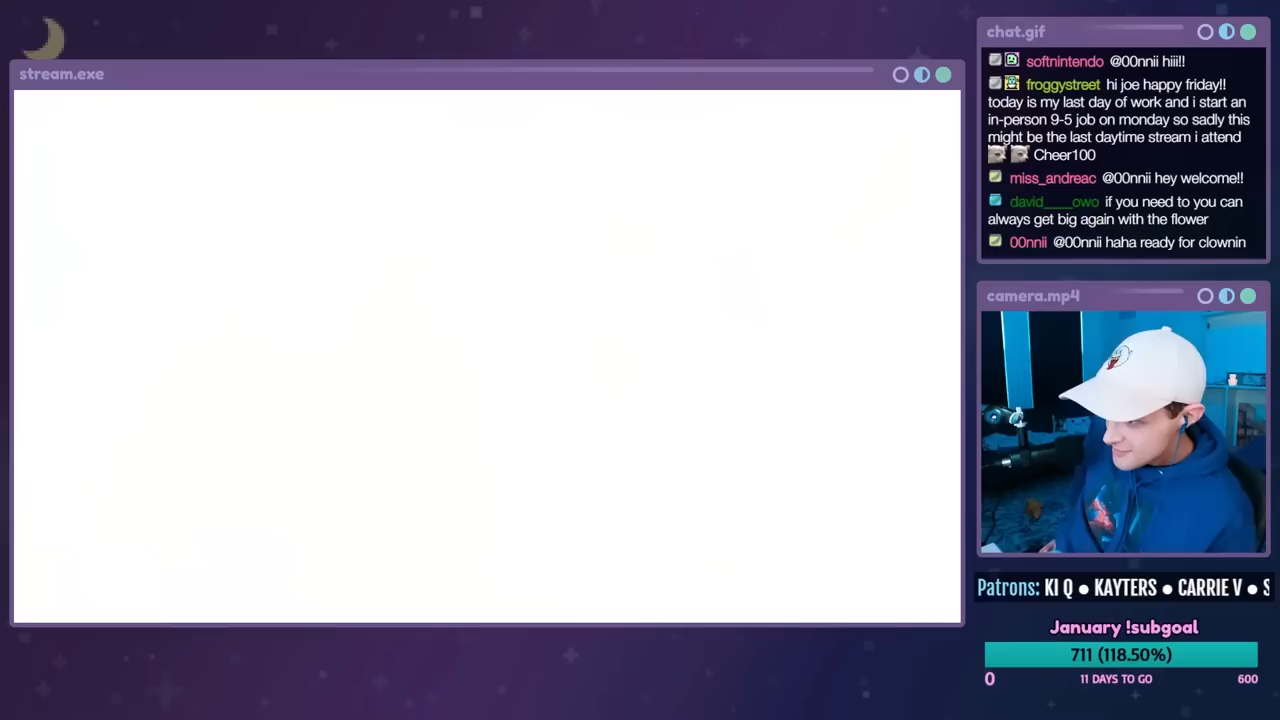 stream.exe
chat.gif
softnintendo @00nnii hiii!!
froggystreet hi joe happy friday!!
today is my last day of work and i start an
in-person 9-5 job on monday so sadly this
might be the last daytime stream i attend
Cheer100
miss_andreac @00nnii hey welcome!!
david____owo if you need to you can
always get big again with the flower
00nnii @00nnii haha ready for clownin
camera.mp4
Patrons: KI Q ● KAYTERS ● CARRIE V ● S
January !subgoal
711 (118.50%)
0 11 DAYS TO GO 600